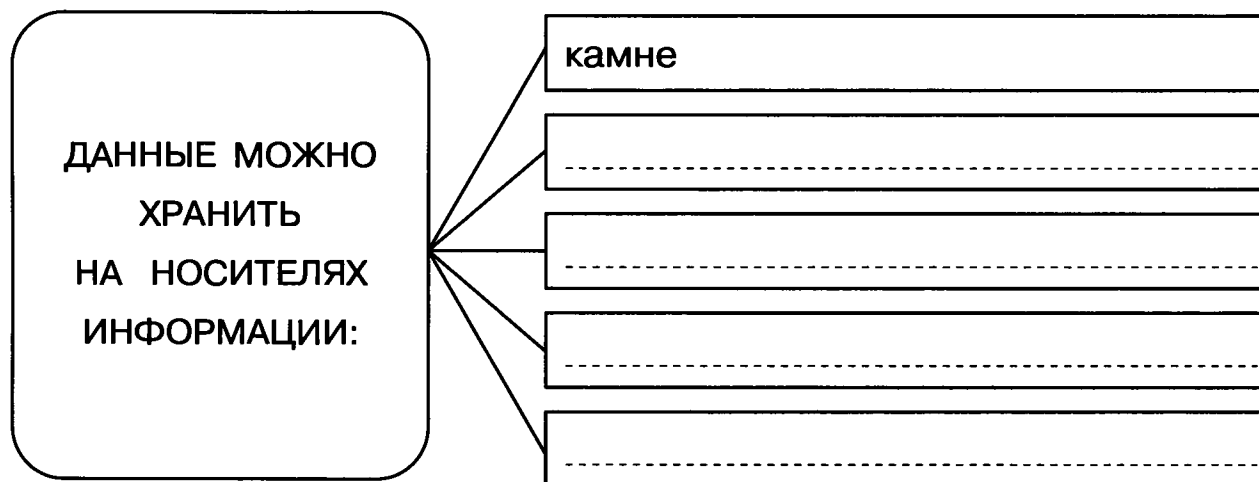 ДАННЫЕ МОЖНО
ХРАНИТЬ
НА НОСИТЕЛЯХ
ИНФОРМАЦИИ:
камне